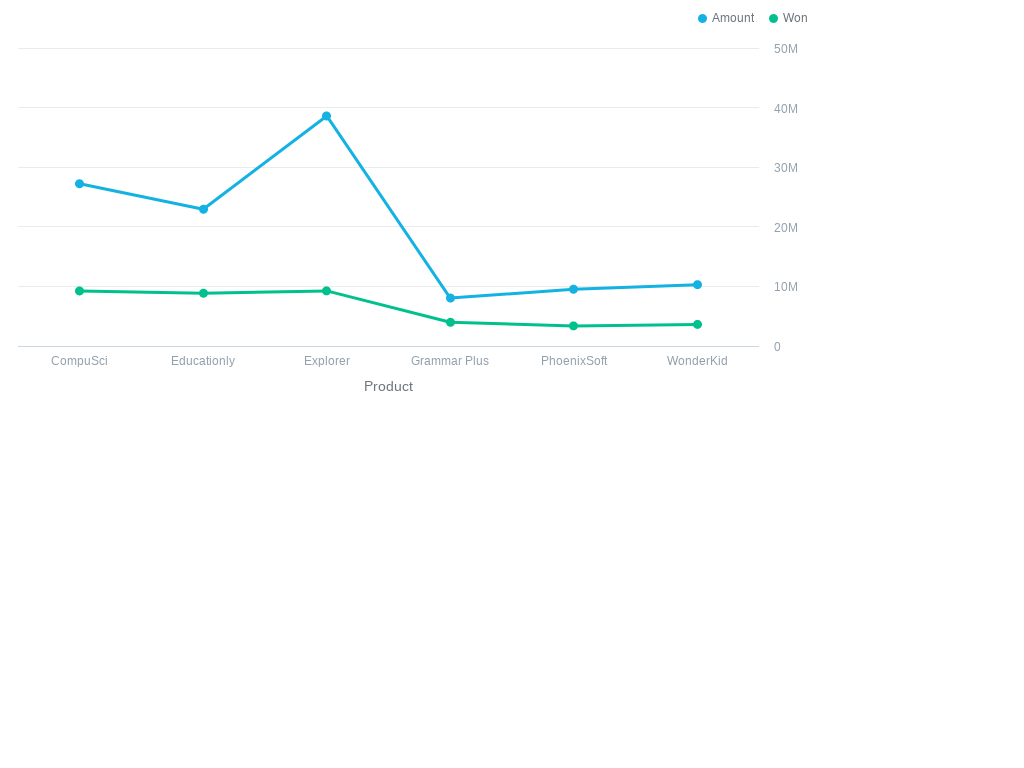 Amount Won
50M
40M
30M
20M
10M
0
CompuSci Educationly Explorer Grammar Plus PhoenixSoft WonderKid
Product